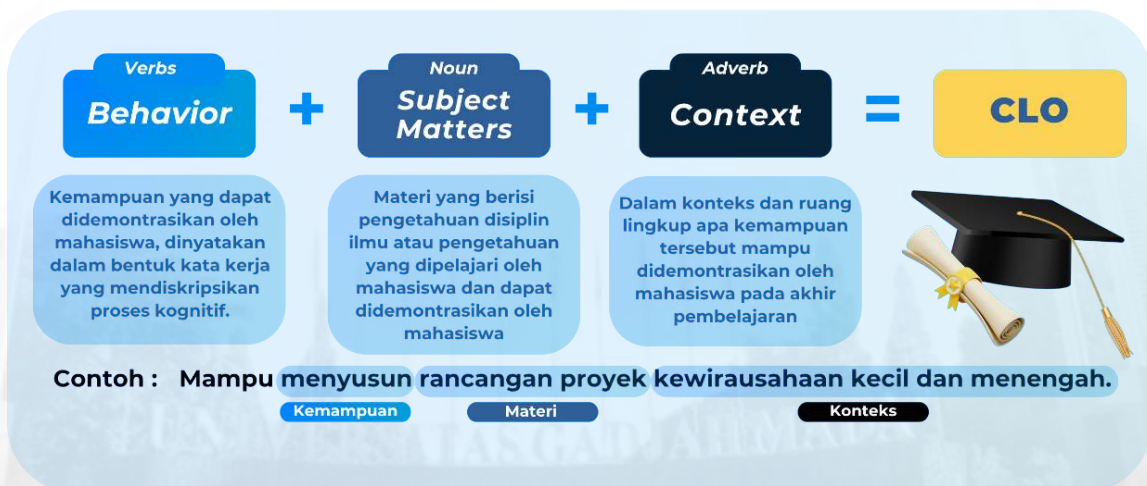 Verbs
Behavior
+
Noun
Subject
Matters
+
Adverb
Context
=
CLO
Kemampuan yang dapat
didemontrasikan oleh
mahasiswa, dinyatakan
dalam bentuk kata kerja
yang mendiskripsikan
proses kognitif.
Materi yang berisi
pengetahuan disiplin
ilmu atau pengetahuan
yang dipelajari oleh
mahasiswa dan dapat
didemontrasikan oleh
mahasiswa
Dalam konteks dan ruang
lingkup apa kemampuan
tersebut mampu
didemontrasikan oleh
mahasiswa pada akhir
pembelajaran
Contoh : Mampu menyusun rancangan proyek kewirausahaan kecil dan menengah.
Kemampuan
Materi
Konteks
UNIVERSITAS GADJAH MADA